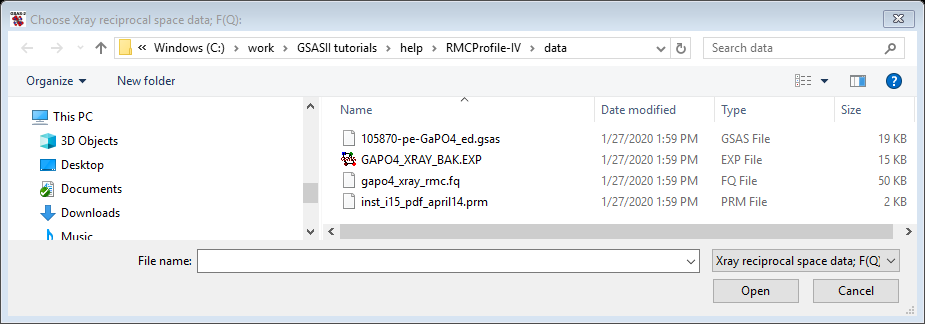 Choose Xray reciprocal space data; F(Q):
« Windows (C:) > work > GSASII tutorials > help > RMCProfile-IV > data
Search data
Organize New folder
This PC
3D Objects
Desktop
Documents
Downloads
Music
Name Date modified Type Size
105870-pe-GaPO4_ed.gsas 1/27/2020 1:59 PM GSAS File 19 KB
GAPO4_XRAY_BAK.EXP 1/27/2020 1:59 PM EXP File 15 KB
gapo4_xray_rmc.fq 1/27/2020 1:59 PM FQ File 50 KB
inst_i15_pdf_april14.prm 1/27/2020 1:59 PM PRM File 2 KB
File name:
Xray reciprocal space data; F(Q)
Open Cancel